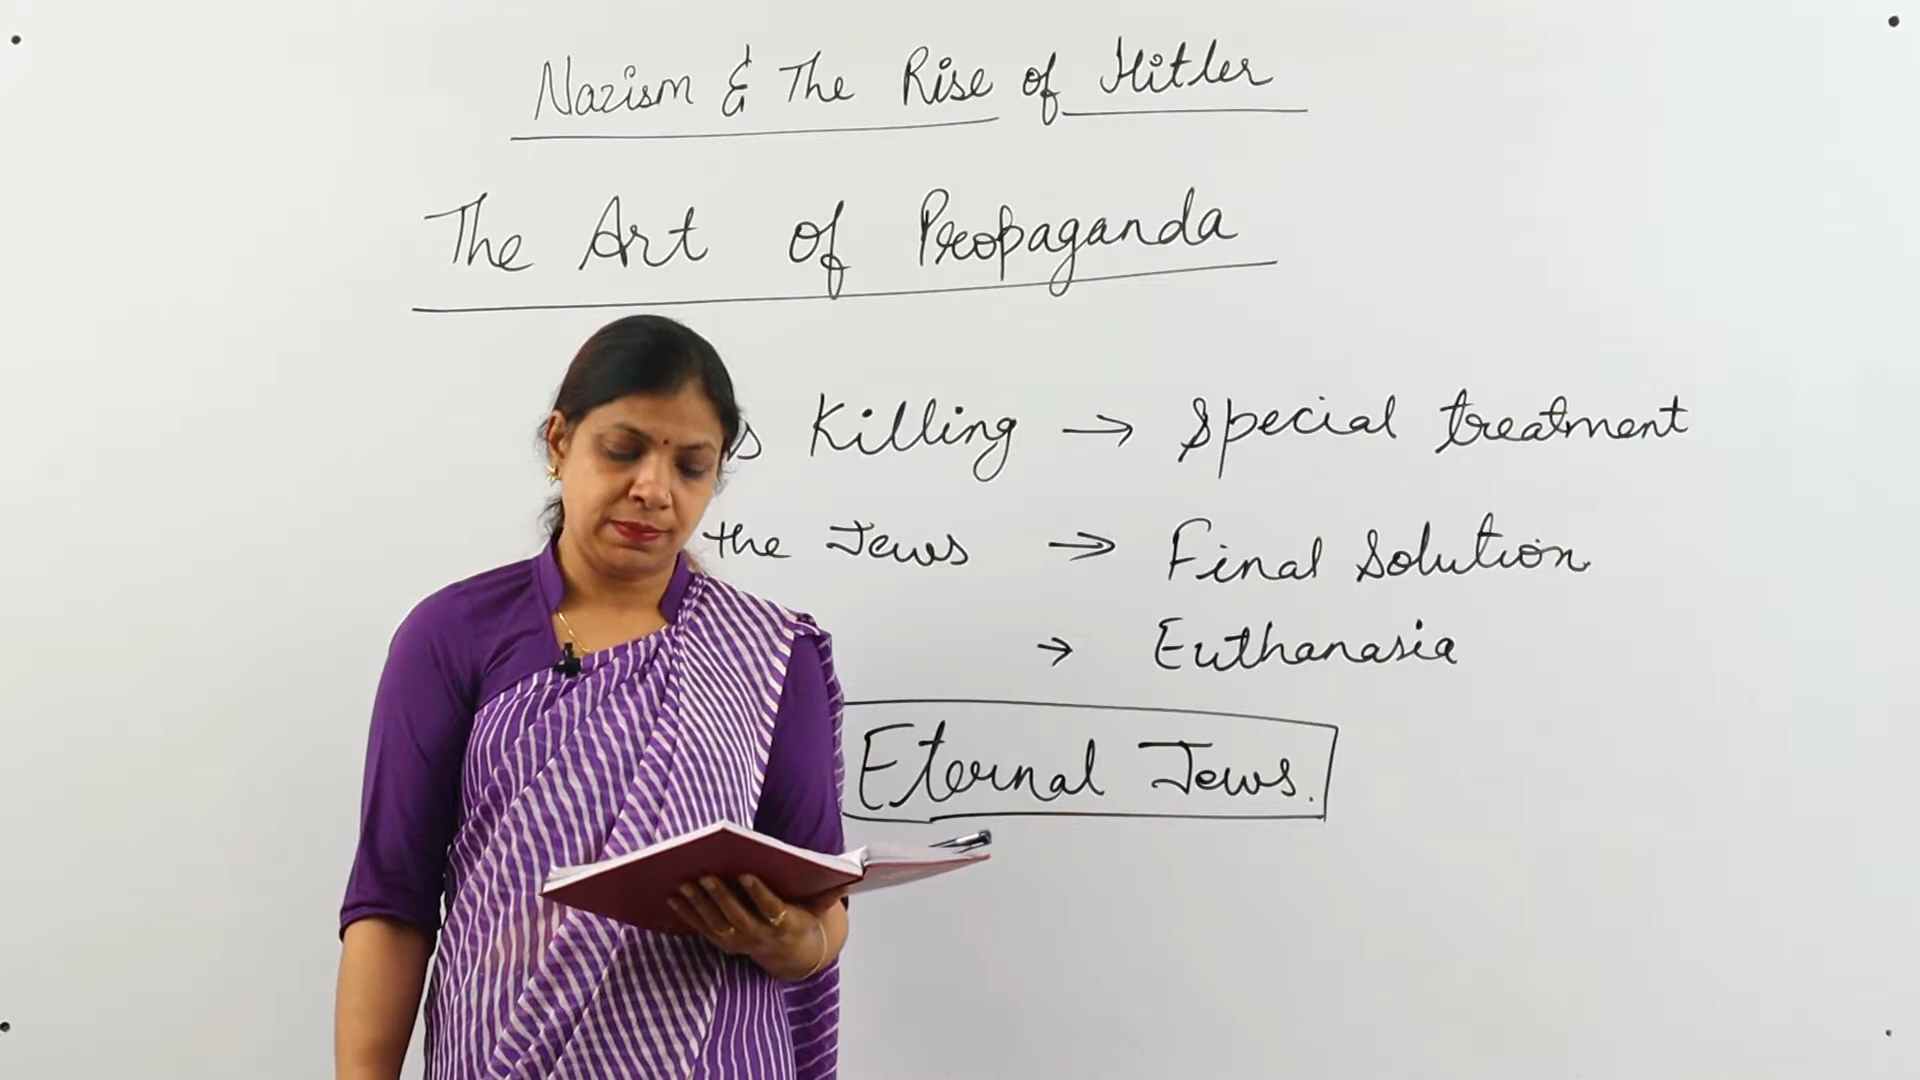 Nazism & The Rise of Hitler
The Art of Propaganda
Killing → Special treatment
the Jews → Final Solution
→ Euthanasia
Eternal Jews.